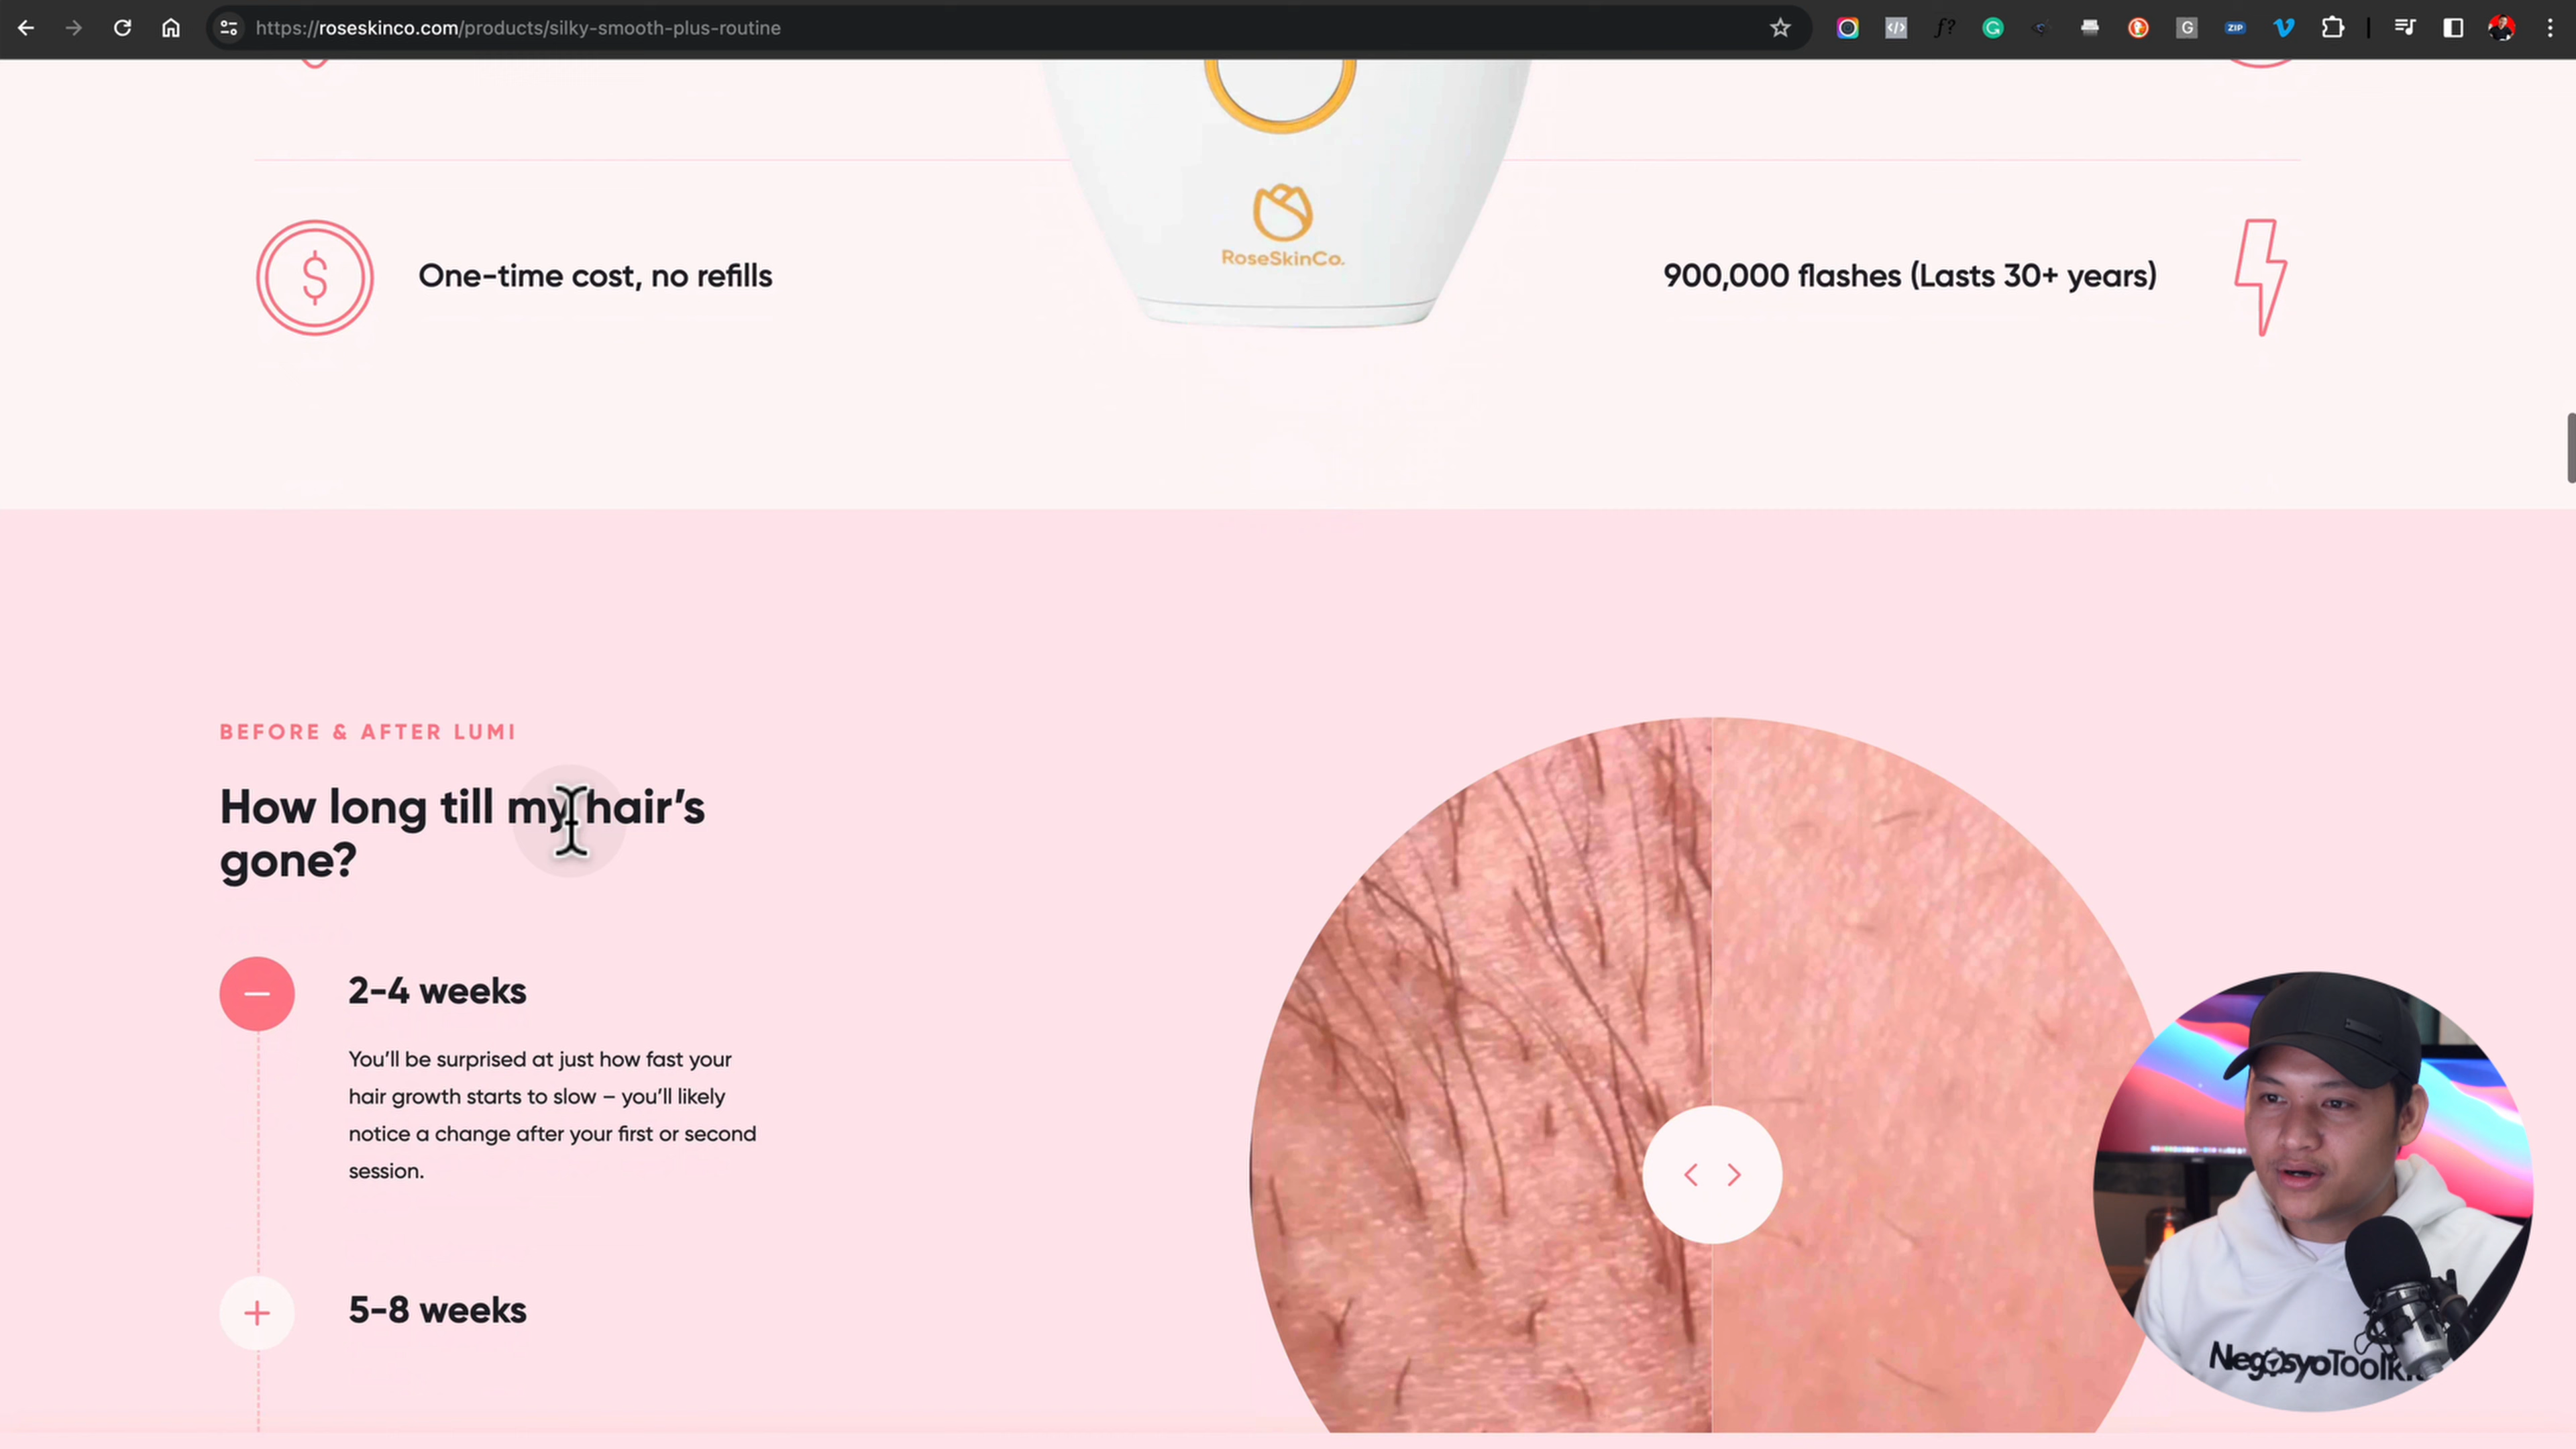 https://roseskinco.com/products/silky-smooth-plus-routine
ZIP
RoseSkinCo.
One-time cost, no refills
900,000 flashes (Lasts 30+ years)
BEFORE & AFTER LUMI
How long till my hair’s
gone?
2-4 weeks
You’ll be surprised at just how fast your
hair growth starts to slow – you’ll likely
notice a change after your first or second
session.
5-8 weeks